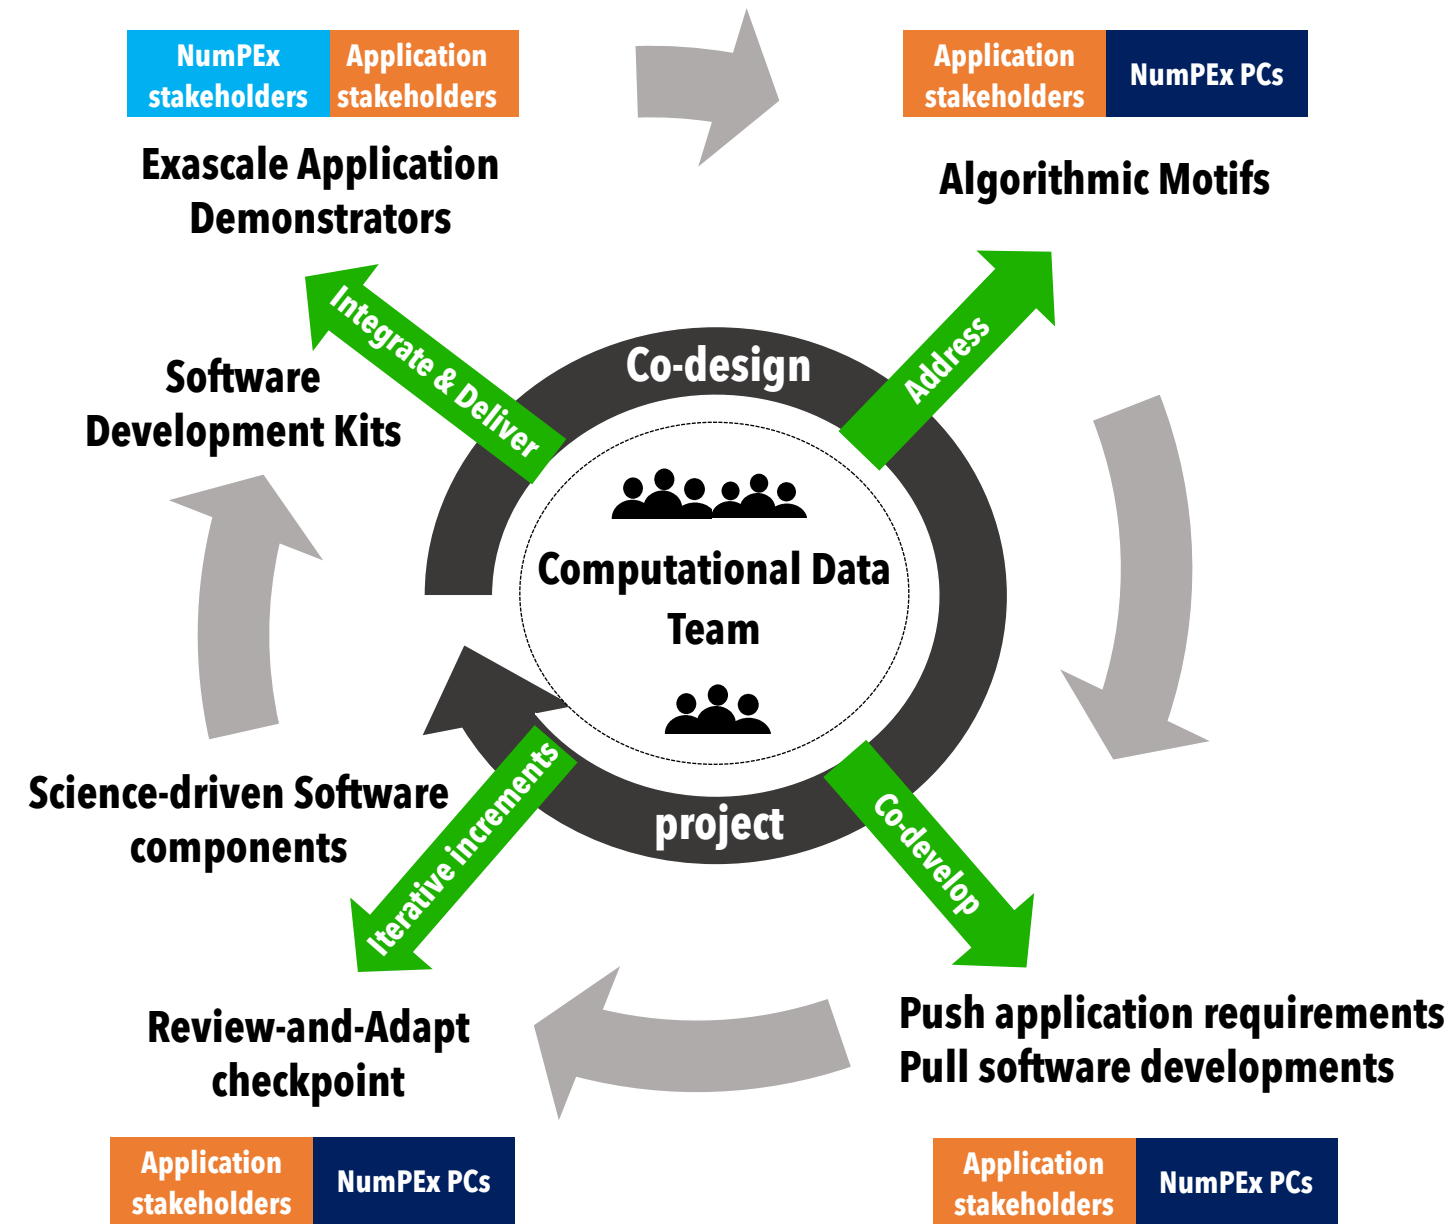 NumPEx
stakeholders
Application
stakeholders
Exascale Application
Demonstrators
Application
stakeholders
NumPEx PCs
Algorithmic Motifs
Integrate & Deliver
Address
Software
Development Kits
Co-design
Computational Data
Team
project
Science-driven Software
components
Iterative increments
Co-develop
Review-and-Adapt
checkpoint
Application
stakeholders
NumPEx PCs
Push application requirements
Pull software developments
Application
stakeholders
NumPEx PCs